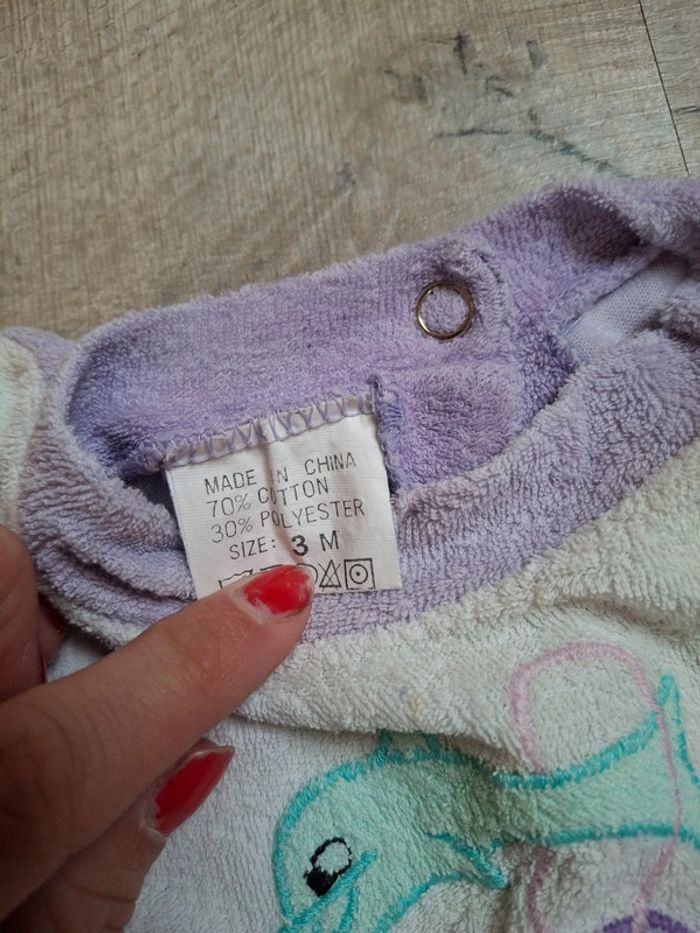 MADE IN CHINA
70% COTTON
30% POLYESTER
SIZE: 3 M